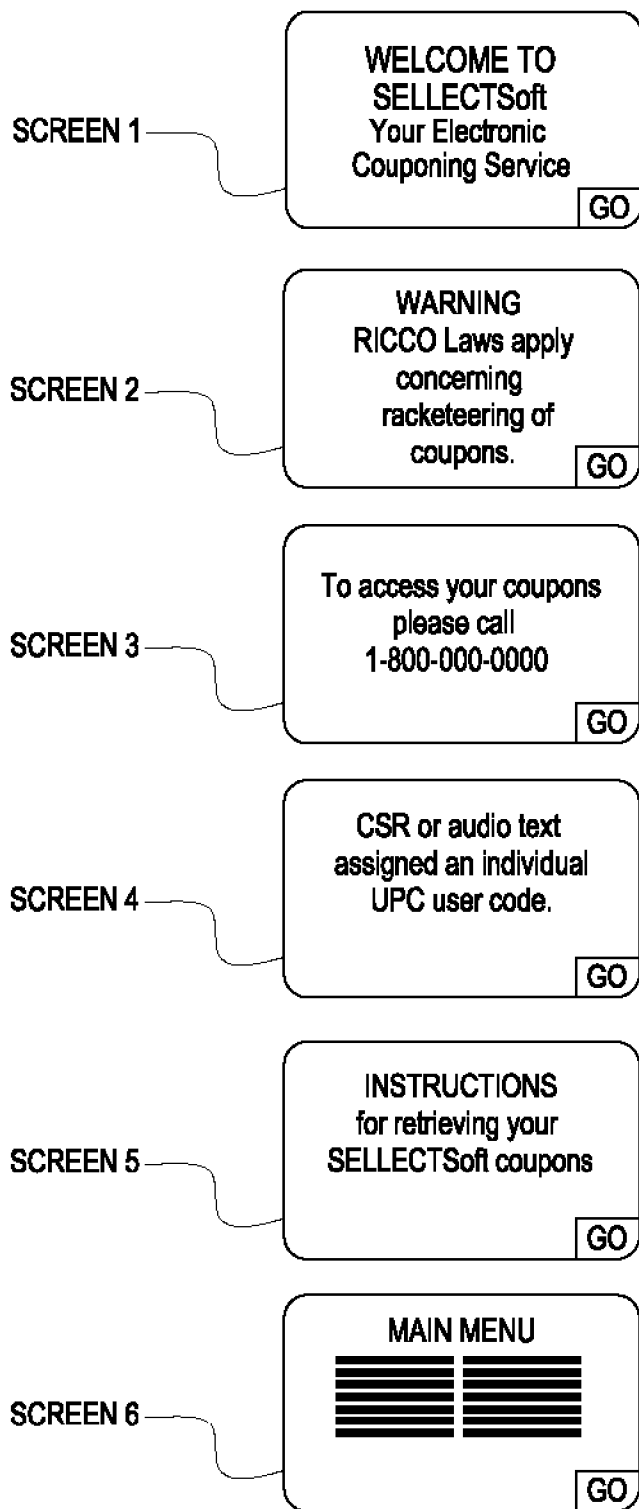 SCREEN 1
WELCOME TO
SELLECTSoft
Your Electronic
Couponing Service
GO
SCREEN 2
WARNING
RICCO Laws apply
concerning
racketeering of
coupons.
GO
SCREEN 3
To access your coupons
please call
1-800-000-0000
GO
SCREEN 4
CSR or audio text
assigned an individual
UPC user code.
GO
SCREEN 5
INSTRUCTIONS
for retrieving your
SELLECTSoft coupons
GO
SCREEN 6
MAIN MENU
GO